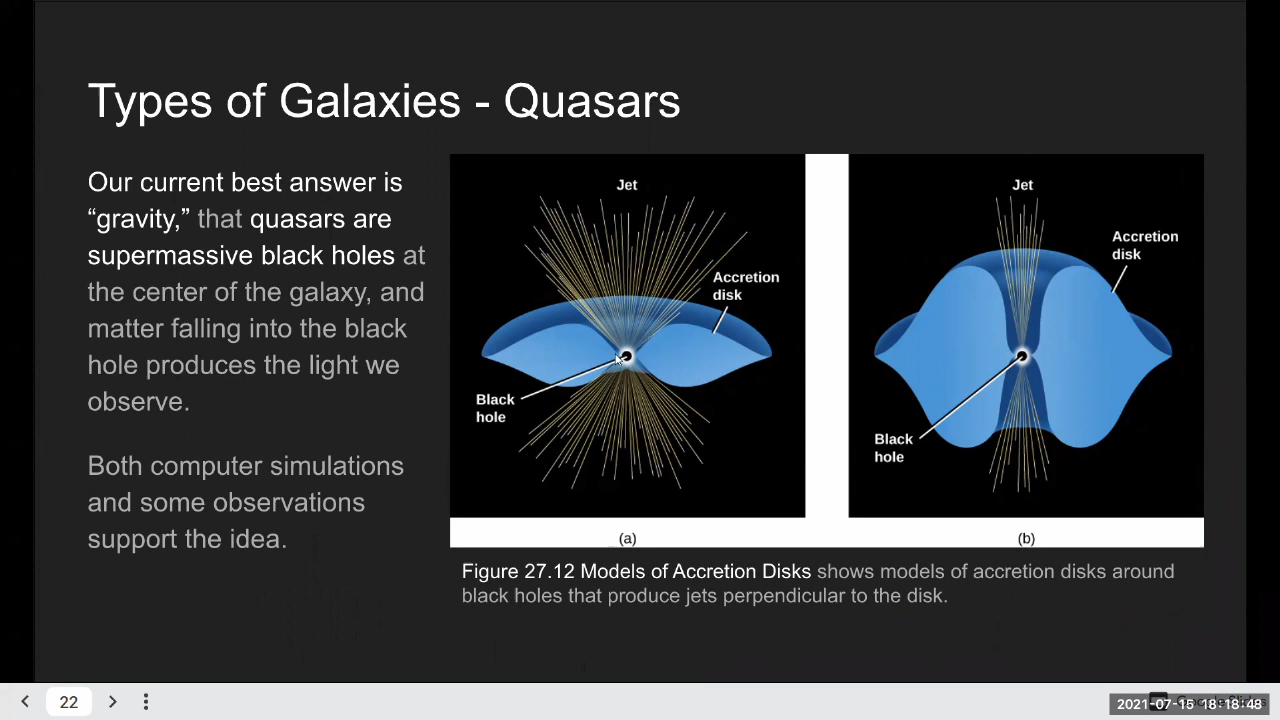 Types of Galaxies - Quasars
Our current best answer is
“gravity,” that quasars are
supermassive black holes at
the center of the galaxy, and
matter falling into the black
hole produces the light we
observe.
Both computer simulations
and some observations
support the idea.
Jet
Accretion
disk
Black
hole
(a)
Jet
Accretion
disk
Black
hole
(b)
Figure 27.12 Models of Accretion Disks shows models of accretion disks around
black holes that produce jets perpendicular to the disk.
22
2021-07-15 18:18:48